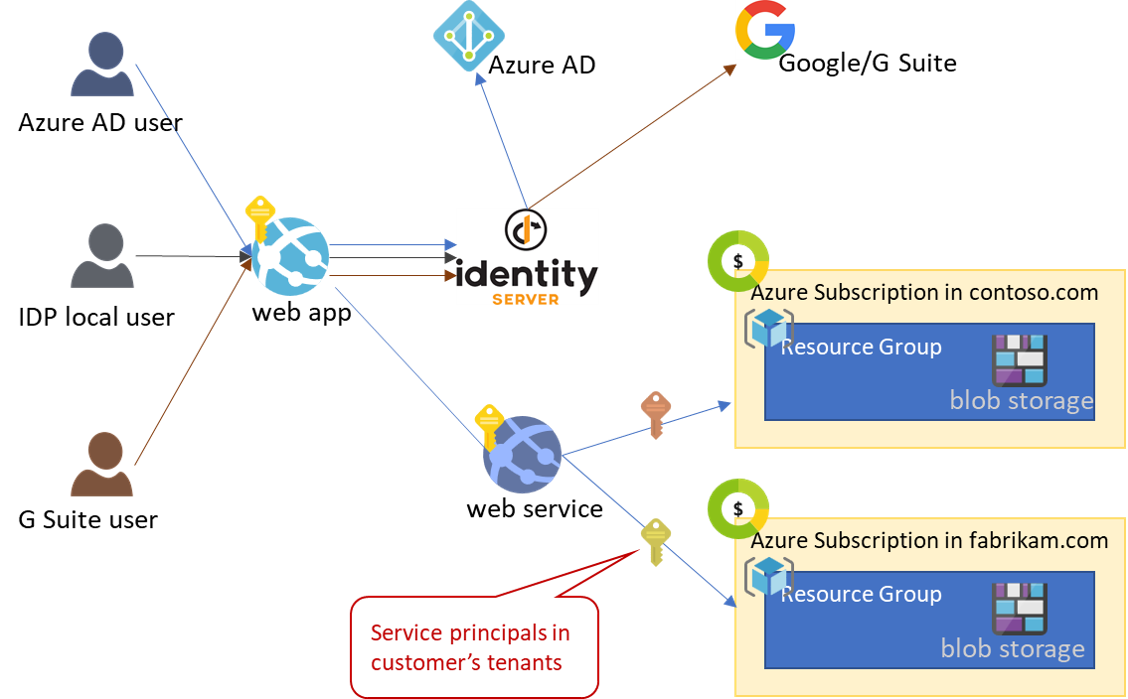 Azure AD
Google/G Suite
Azure AD user
IDP local user
web app
identity
SERVER
G Suite user
web service
$
Azure Subscription in contoso.com
Resource Group
blob storage
$
Azure Subscription in fabrikam.com
Resource Group
blob storage
Service principals in
customer’s tenants